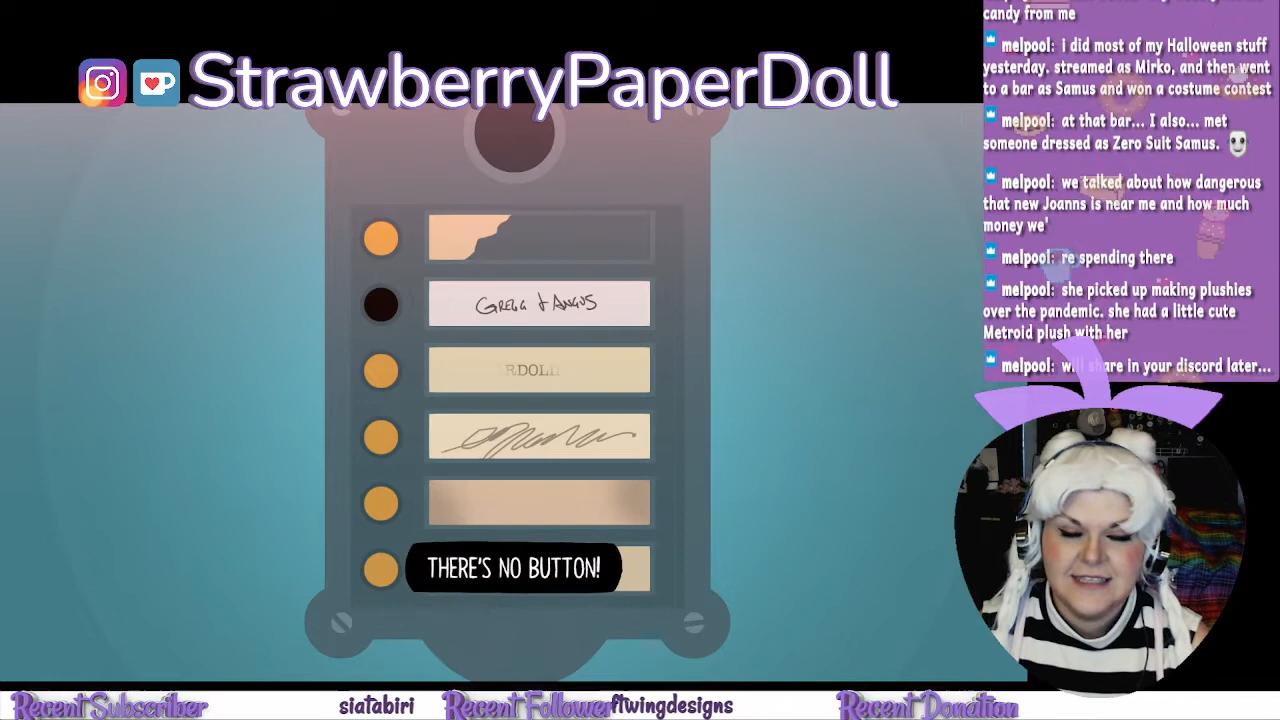 StrawberryPaperDoll
GREGG + ANGUS
RDOLI
THERE'S NO BUTTON!
candy from me
melpool: i did most of my Halloween stuff
yesterday. streamed as Mirko, and then went
to a bar as Samus and won a costume contest
melpool: at that bar... I also... met
someone dressed as Zero Suit Samus.
melpool: we talked about how dangerous
that new Joanns is near me and how much
money we'
melpool: re spending there
melpool: she picked up making plushies
over the pandemic. she had a little cute
Metroid plush with her
melpool: will share in your discord later...
Recent Subscriber siatabiri Recent Follower ftwingdesigns Recent Donation